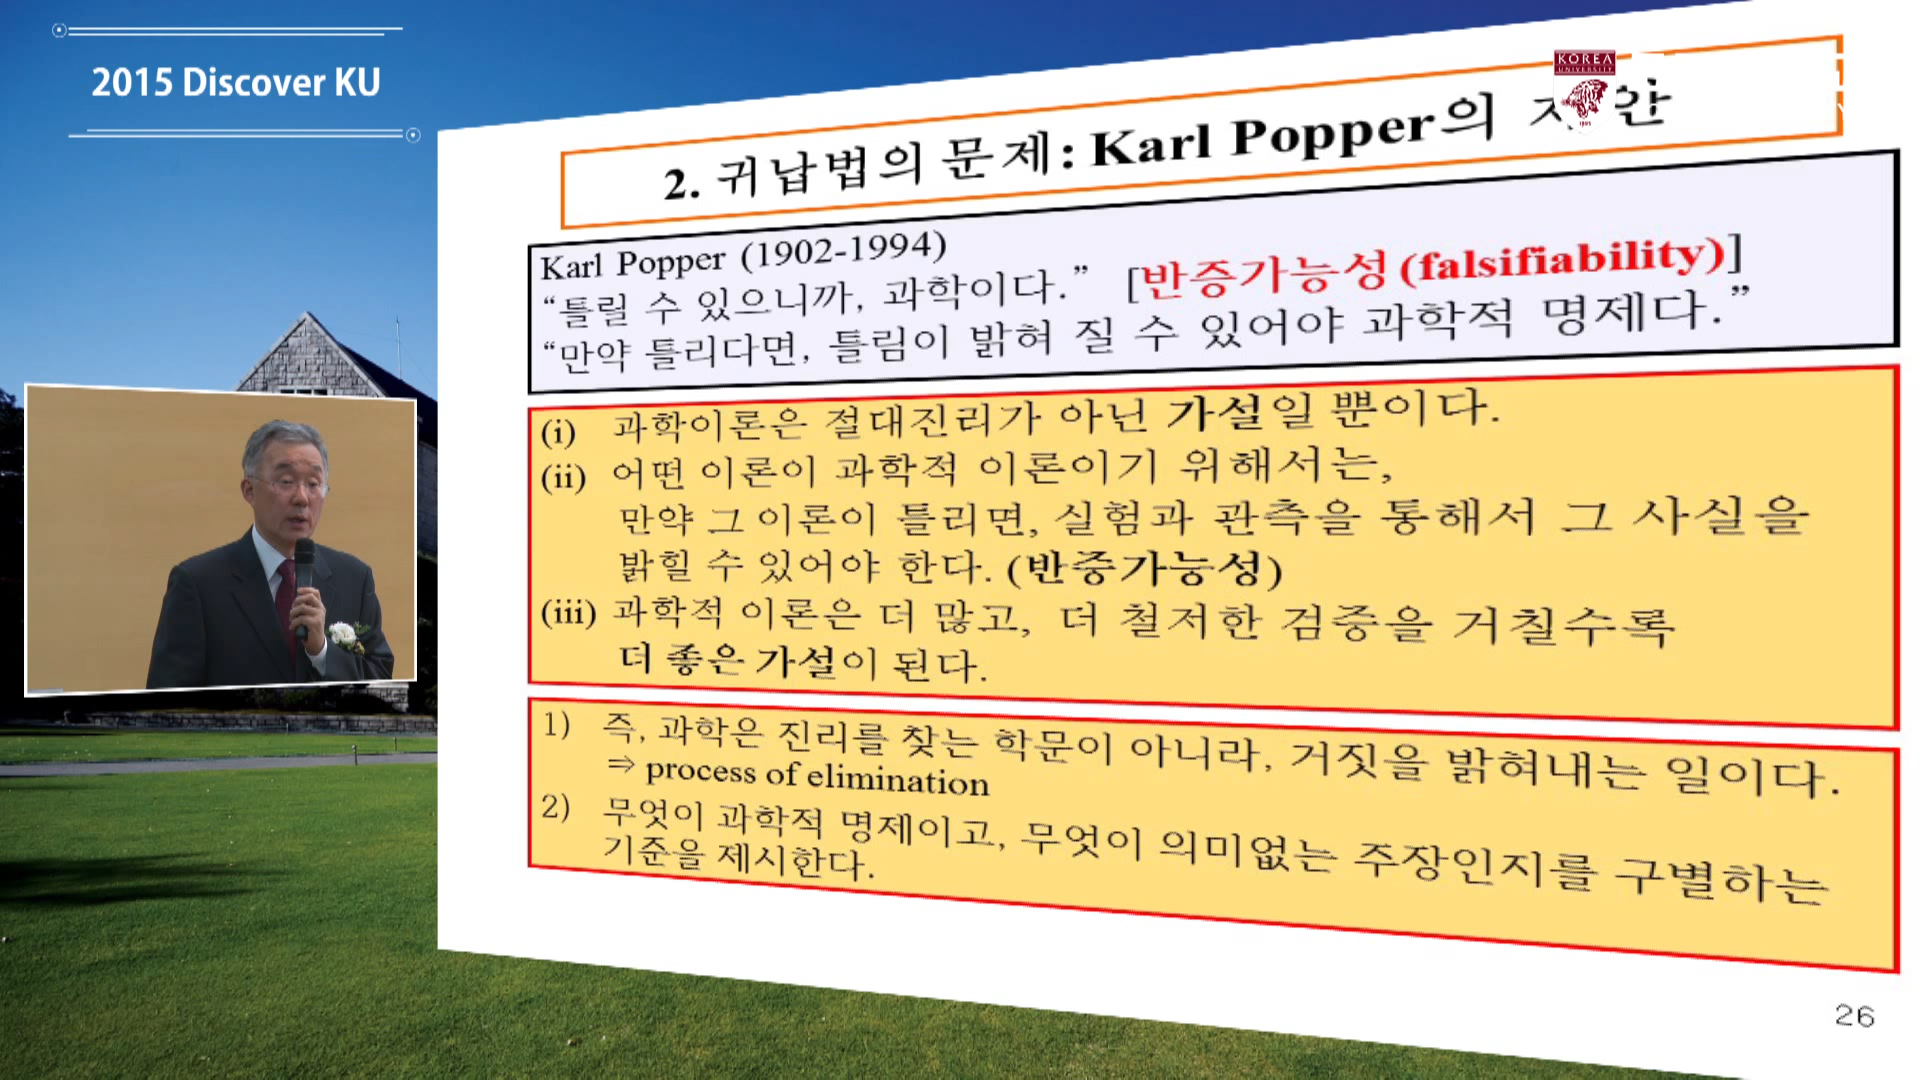 2015 Discover KU
KOREA
UNIVERSITY
2. 귀납법의 문제: Karl Popper의
Karl Popper (1902-1994)
“틀릴 수 있으니까, 과학이다.” [반증가능성(falsifiability)]
“만약 틀리다면, 틀림이 밝혀 질 수 있어야 과학적 명제다.”
(i) 과학이론은 절대진리가 아닌 가설일 뿐이다.
(ii) 어떤 이론이 과학적 이론이기 위해서는,
만약 그 이론이 틀리면, 실험과 관측을 통해서 그 사실을
밝힐 수 있어야 한다. (반증가능성)
(iii) 과학적 이론은 더 많고, 더 철저한 검증을 거칠수록
더 좋은 가설이 된다.
1) 즉, 과학은 진리를 찾는 학문이 아니라, 거짓을 밝혀내는 일이다.
⇒ process of elimination
2) 무엇이 과학적 명제이고, 무엇이 의미없는 주장인지를 구별하는
기준을 제시한다.
26